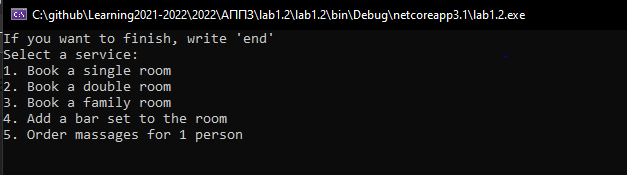 C:\github\Learning2021-2022\2022\АППЗ\lab1.2\lab1.2\bin\Debug\netcoreapp3.1\lab1.2.exe
If you want to finish, write 'end'
Select a service:
1. Book a single room
2. Book a double room
3. Book a family room
4. Add a bar set to the room
5. Order massages for 1 person